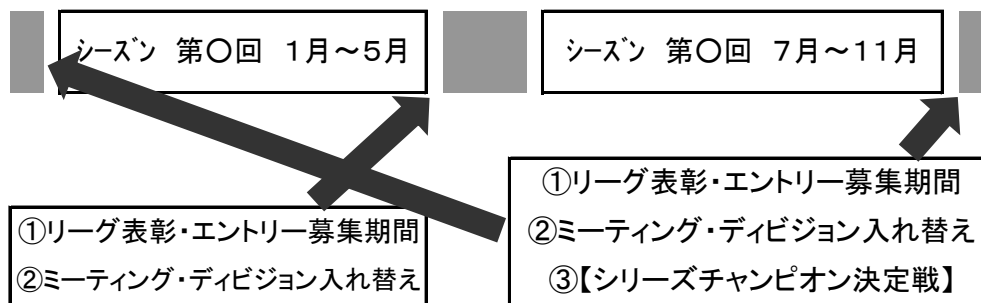 シーズン 第〇回 1月～5月
シーズン 第〇回 7月～11月
①リーグ表彰・エントリー募集期間
②ミーティング・ディビジョン入れ替え
①リーグ表彰・エントリー募集期間
②ミーティング・ディビジョン入れ替え
③【シリーズチャンピオン決定戦】